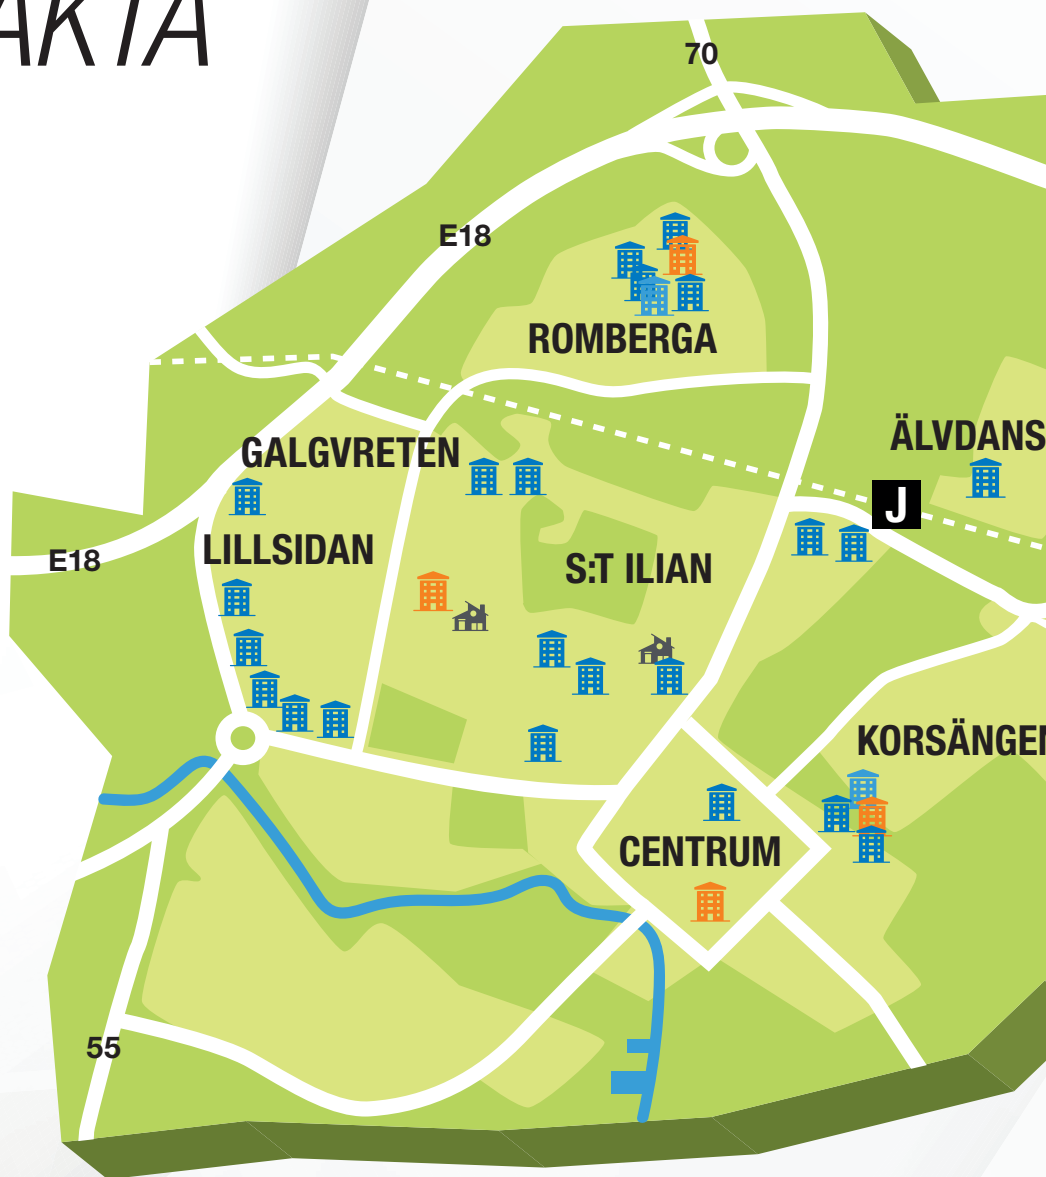 AKTA
70
E18
ROMBERGA
ÄLVDANS
GALGVRETEN
J
E18
LILLSIDAN
S:T ILIAN
KORSÄNGEN
CENTRUM
55